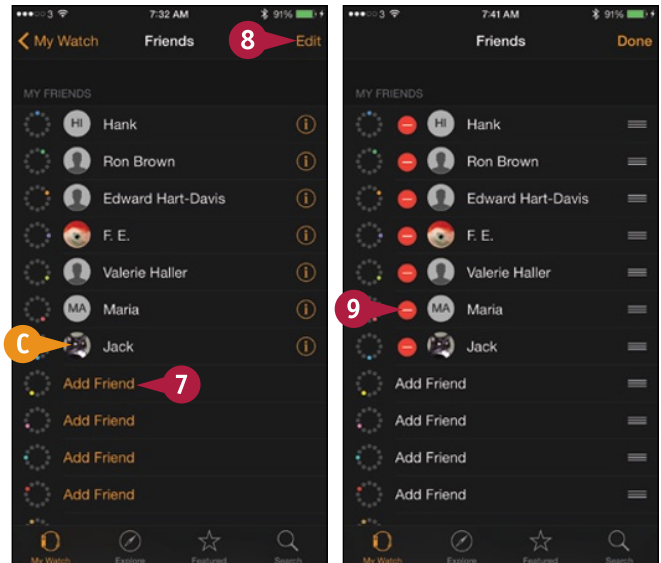 3 7:32 AM 91%
My Watch Friends 8 Edit
MY FRIENDS
HI Hank
Ron Brown
Edward Hart-Davis
F. E.
Valerie Haller
MA Maria
C Jack
Add Friend 7
Add Friend
Add Friend
Add Friend
My Watch Explore Featured Search
3 7:41 AM 91%
Friends Done
MY FRIENDS
HI Hank
Ron Brown
Edward Hart-Davis
F. E.
Valerie Haller
9 MA Maria
Jack
Add Friend
Add Friend
Add Friend
Add Friend
My Watch Explore Featured Search